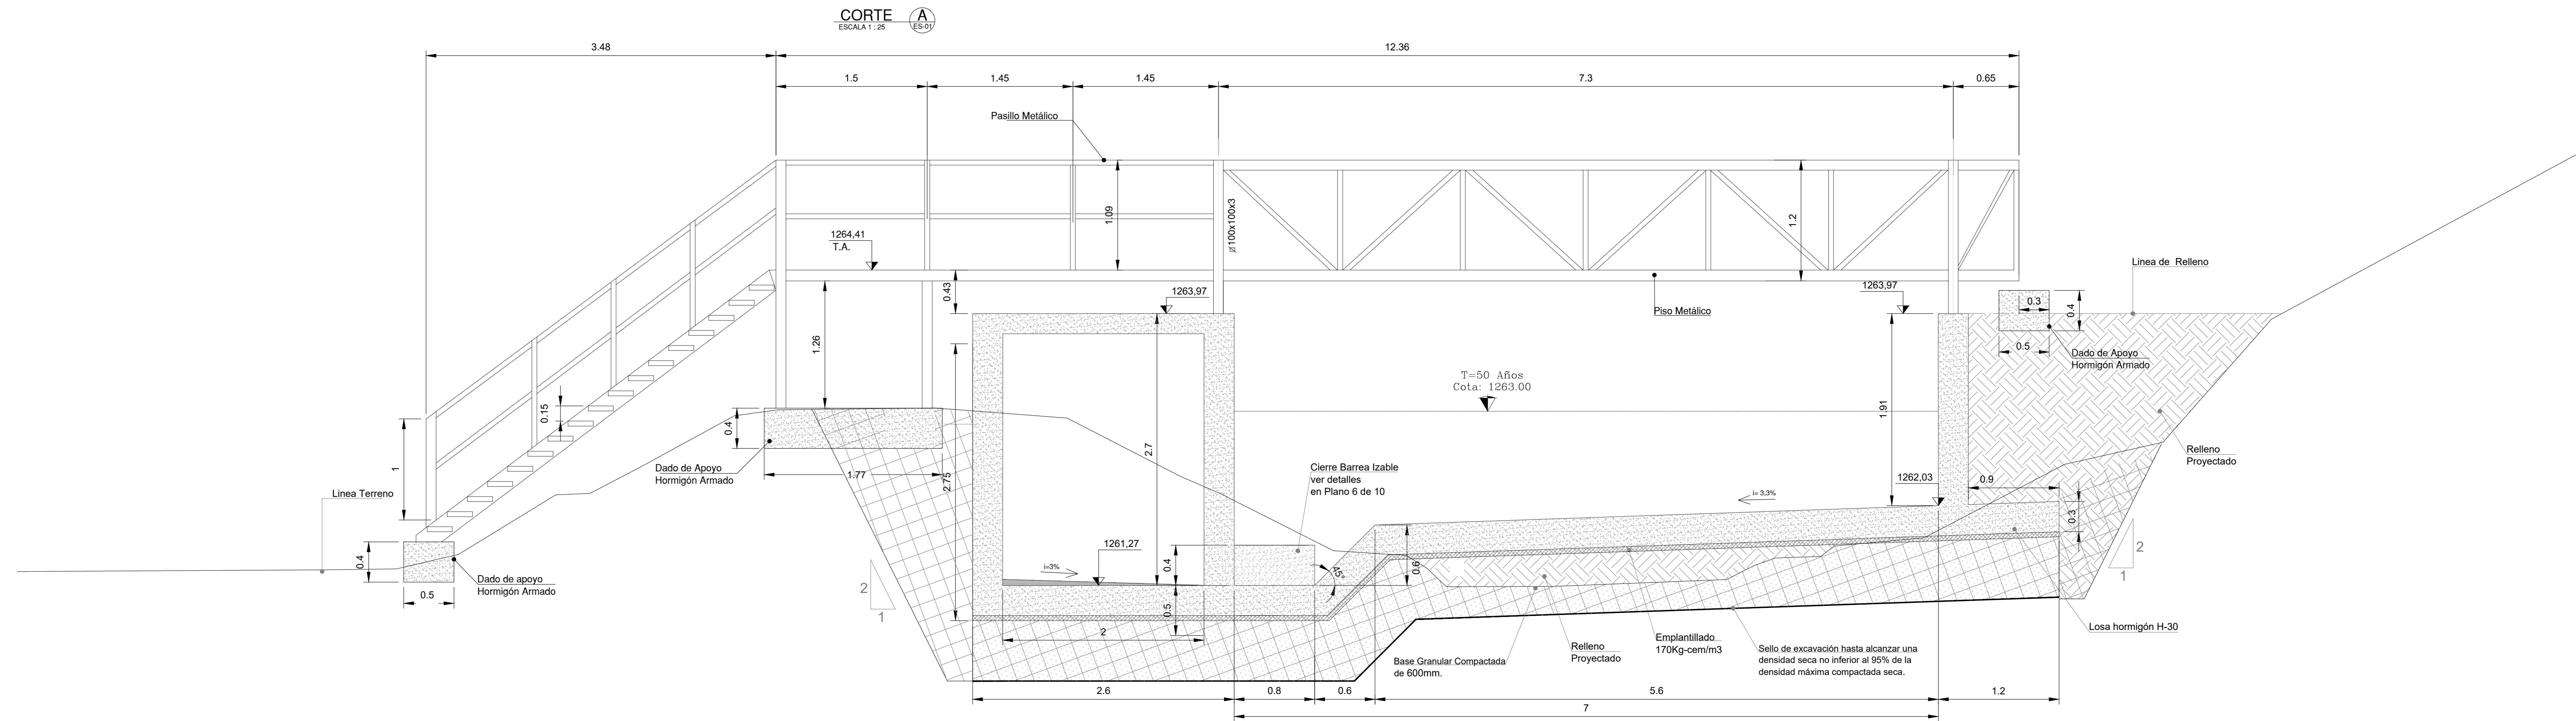 CORTE
ESCALA 1 : 25
A
ES-01
3.48
12.36
1.5
1.45
1.45
7.3
0.65
Pasillo Metálico
1.09
⌀100x100x3
1.2
1264,41
T.A.
0.43
1263,97
1263,97
Linea de  Relleno
0.3
0.4
0.5
Piso Metálico
Dado de Apoyo
Hormigón Armado
1.26
T=50 Años
Cota: 1263.00
1.91
0.15
1
0.4
1.77
2.75
2.7
Dado de Apoyo
Hormigón Armado
Cierre Barrea Izable
ver detalles
en Plano 6 de 10
Relleno
Proyectado
1262,03
0.9
i= 3,3%
Linea Terreno
0.3
0.4
0.5
Dado de apoyo
Hormigón Armado
1261,27
i=3%
0.4
45°
0.6
0.5
2
2
1
2
1
Losa hormigón H-30
Base Granular Compactada
de 600mm.
Relleno
Proyectado
Emplantillado
170Kg-cem/m3
Sello de excavación hasta alcanzar una
densidad seca no inferior al 95% de la
densidad máxima compactada seca.
2.6
0.8
0.6
5.6
1.2
7